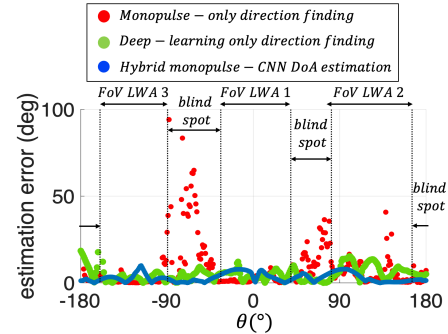 Monopulse − only direction finding
Deep − learning only direction finding
Hybrid monopulse − CNN DoA estimation
FoV LWA 3
FoV LWA 1
FoV LWA 2
blind
spot
blind
spot
blind
spot
estimation error (deg)
100
50
0
-180
-90
0
90
180
θ(°)